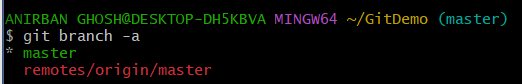 ANIRBAN GHOSH@DESKTOP-DH5KBVA MINGW64 ~/GitDemo (master)
$ git branch -a
* master
  remotes/origin/master